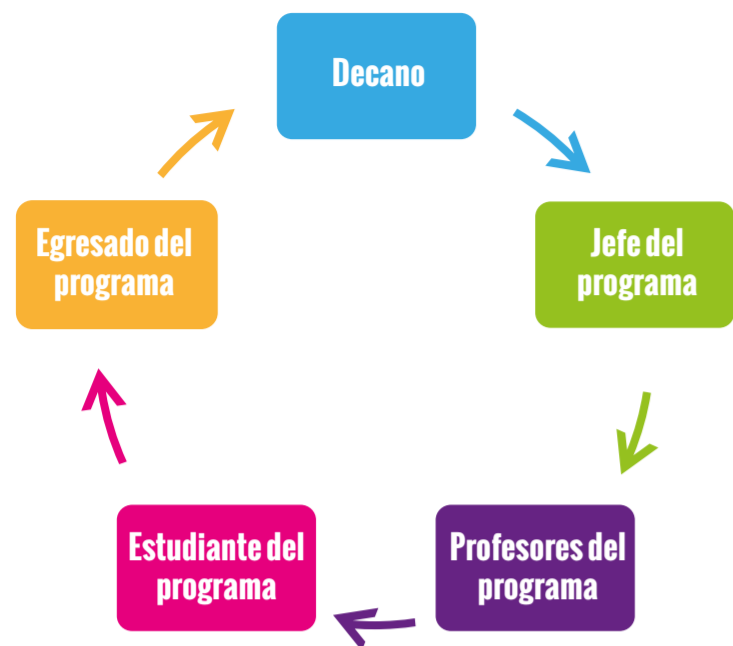 Decano
Jefe del
programa
Profesores del
programa
Estudiante del
programa
Egresado del
programa